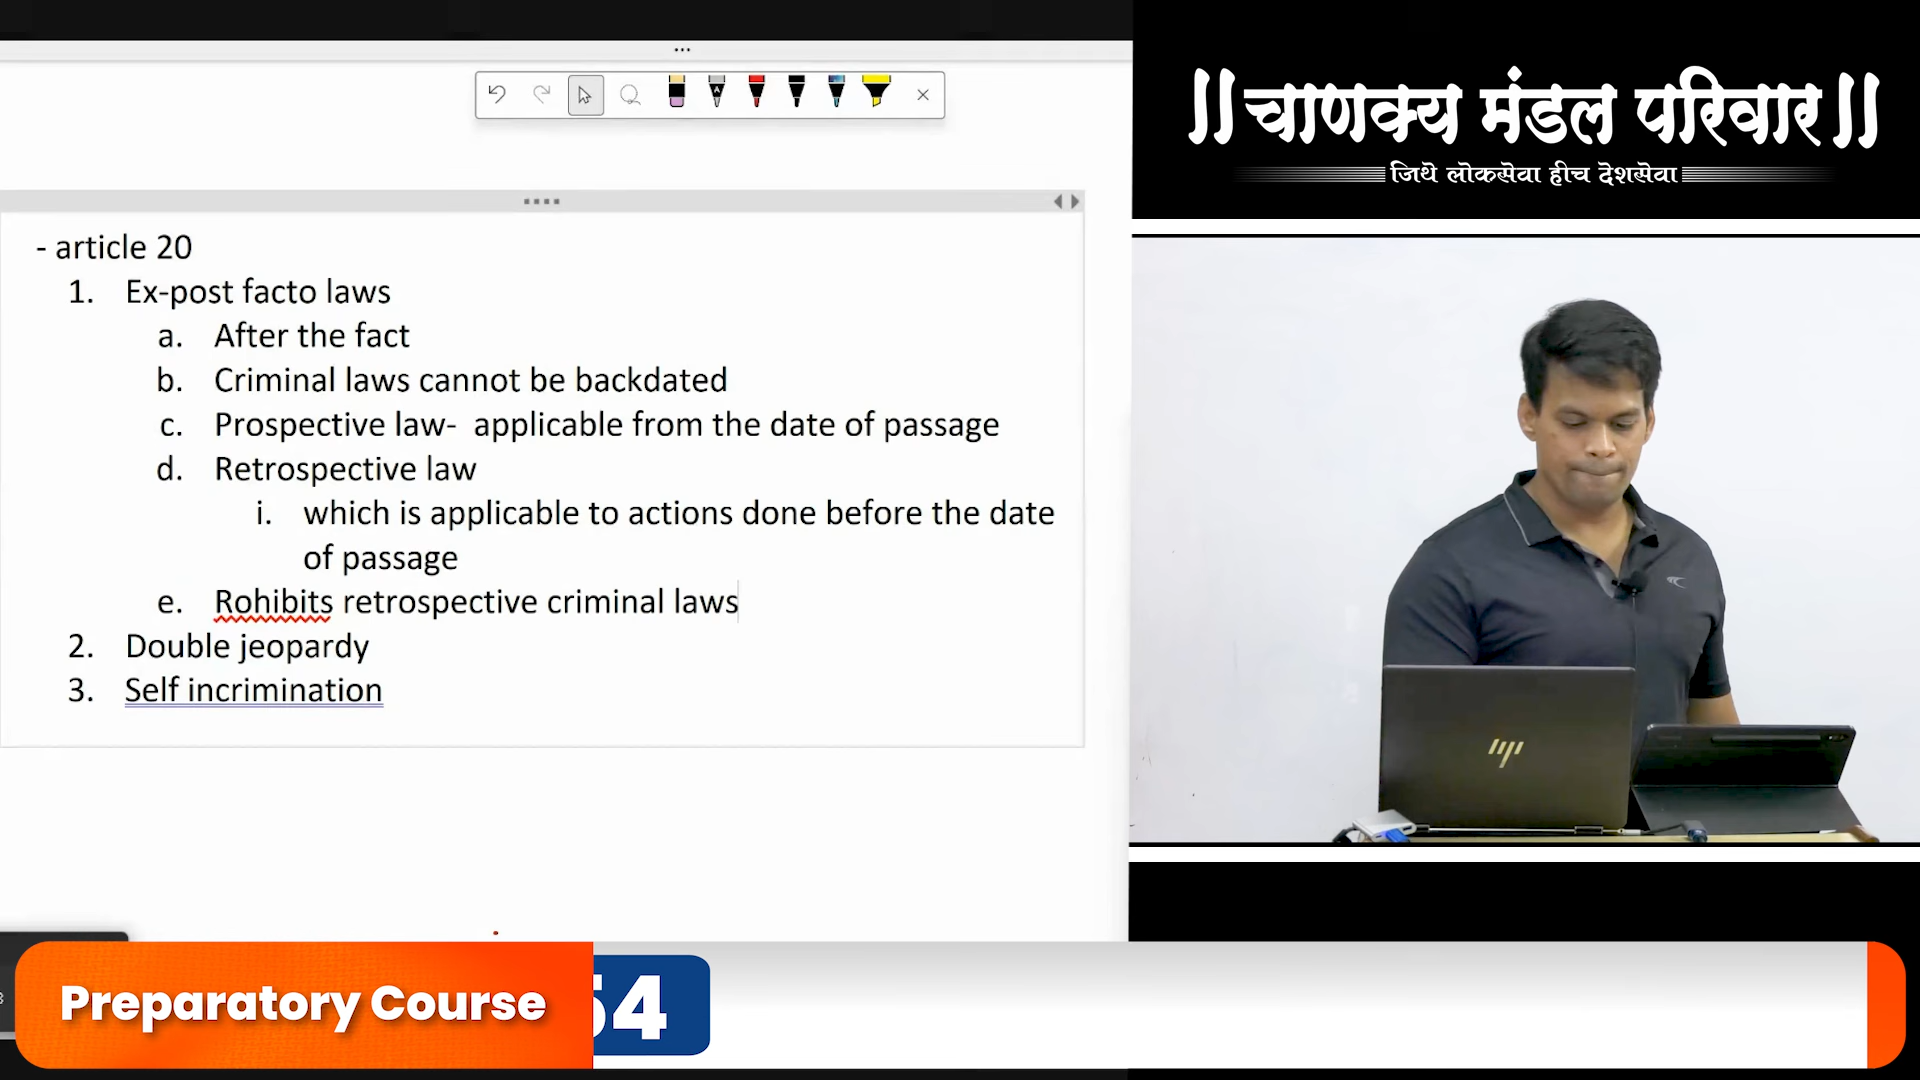 || चाणक्य मंडल परिवार ||
जिथे लोकसेवा हीच देशसेवा
- article 20
1. Ex-post facto laws
a. After the fact
b. Criminal laws cannot be backdated
c. Prospective law- applicable from the date of passage
d. Retrospective law
i. which is applicable to actions done before the date
of passage
e. Rohibits retrospective criminal laws
2. Double jeopardy
3. Self incrimination
hp
Preparatory Course
54